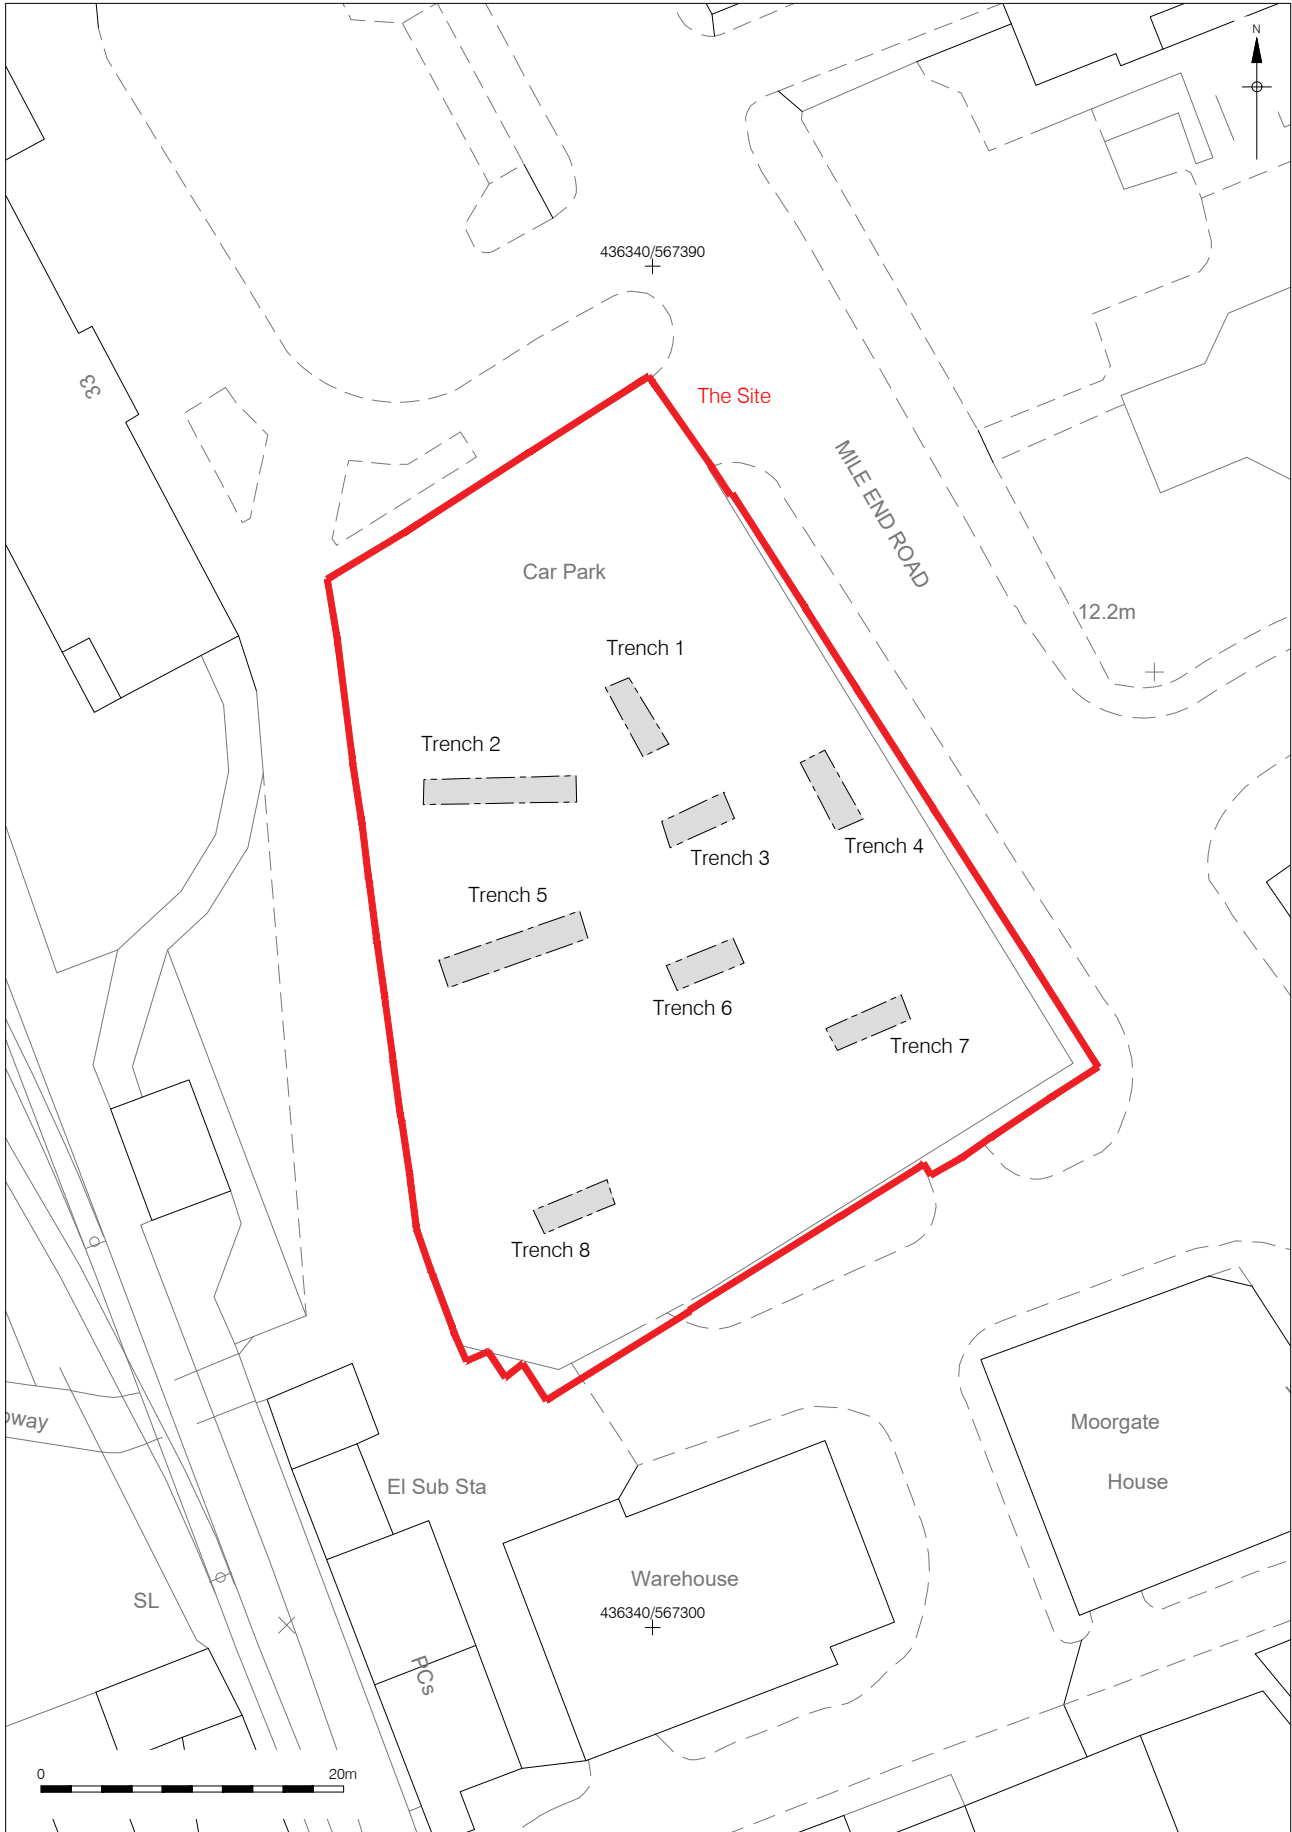 N
436340/567390
33
The Site
MILE END ROAD
Car Park
12.2m
Trench 1
Trench 2
Trench 3
Trench 4
Trench 5
Trench 6
Trench 7
Trench 8
Moorgate
House
way
El Sub Sta
Warehouse
SL
436340/567300
PCs
0 20m